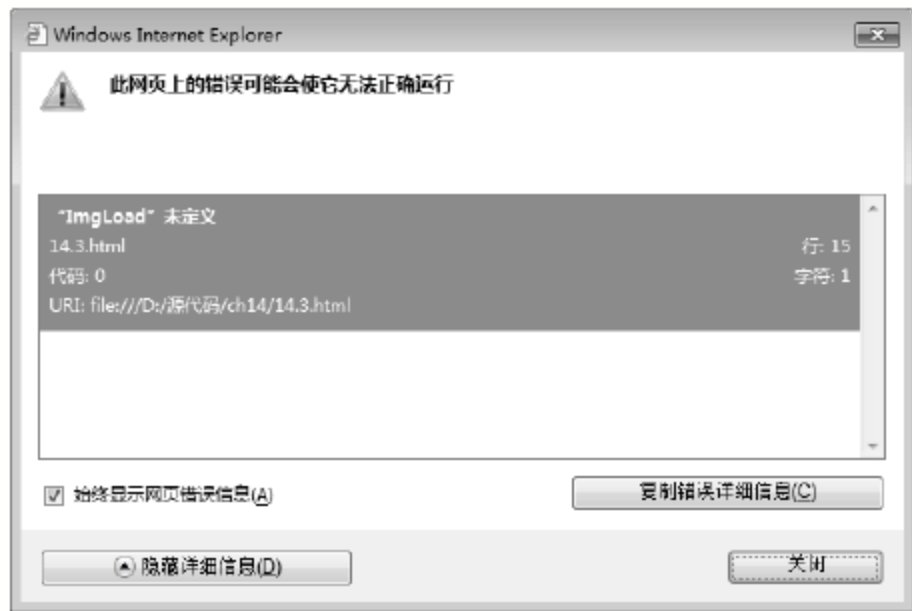 Windows Internet Explorer
此网页上的错误可能会使它无法正确运行
“ImgLoad” 未定义
14.3.html 行: 15
代码: 0 字符: 1
URI: file:///D:/源代码/ch14/14.3.html
始终显示网页错误信息(A)
复制错误详细信息(C)
隐藏详细信息(D)
关闭